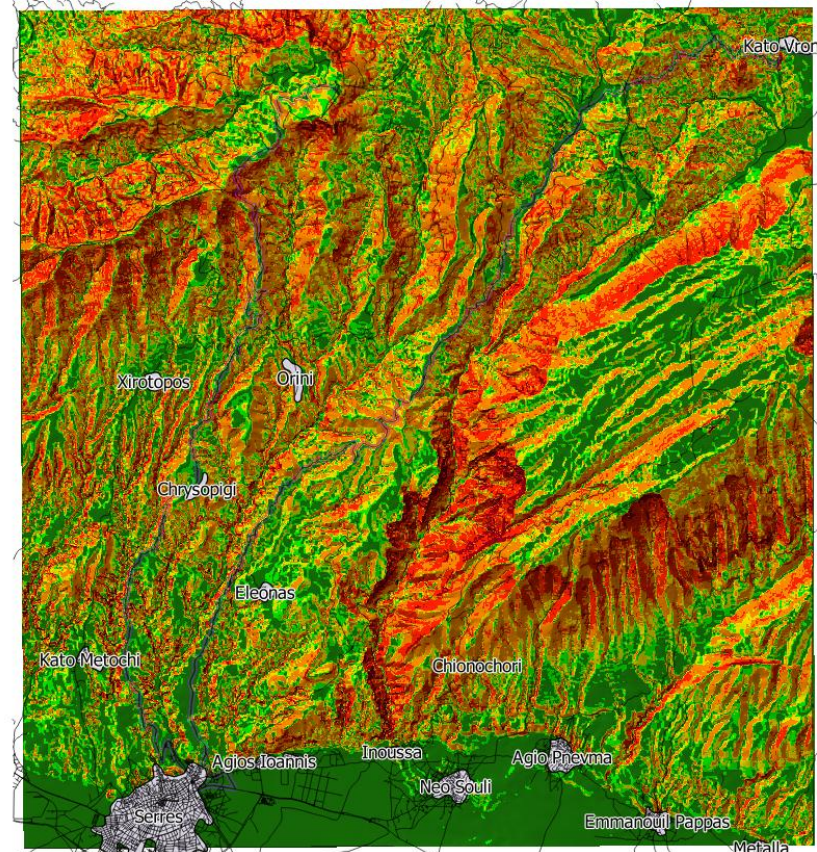 Kato Vron
Xirotopos
Orini
Chrysopigi
Eleonas
Kato Metochi
Chionochori
Inoussa
Agios Ioannis
Agio Pnevma
Neo Souli
Serres
Emmanouil Pappas
Metalla